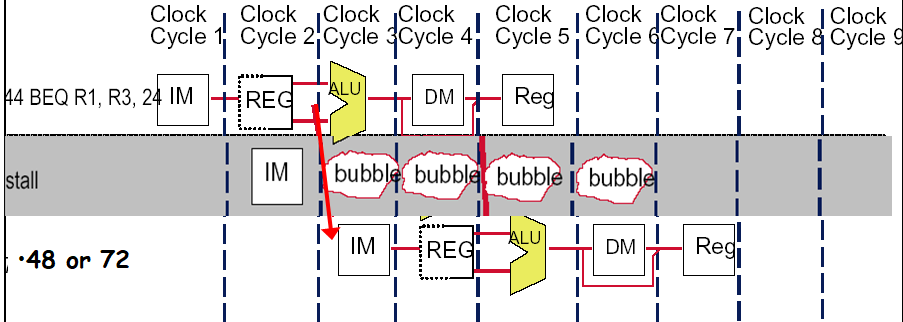 Clock Cycle 1 Clock Cycle 2 Clock Cycle 3 Clock Cycle 4 Clock Cycle 5 Clock Cycle 6 Clock Cycle 7 Clock Cycle 8 Clock Cycle 9
44 BEQ R1, R3, 24 IM REG ALU DM Reg
stall IM bubble bubble bubble bubble
; •48 or 72 IM REG ALU DM Reg